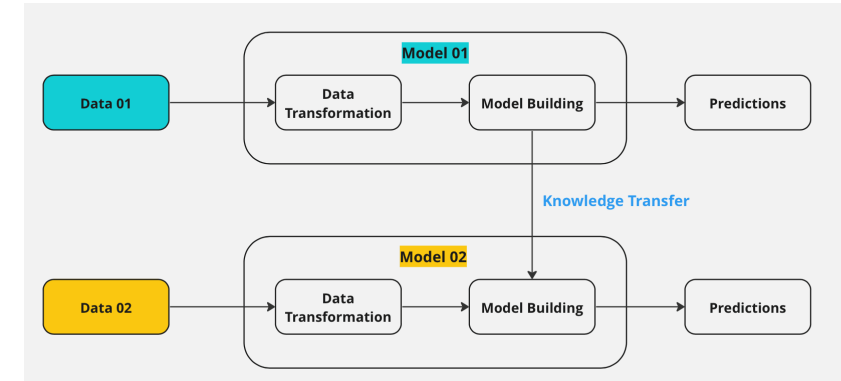 Model 01
Data 01
Data
Transformation
Model Building
Predictions
Knowledge Transfer
Model 02
Data 02
Data
Transformation
Model Building
Predictions